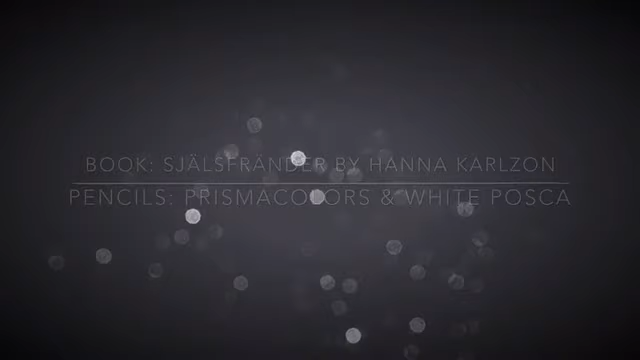 BOOK: SJÄLSFRÄNDER BY HANNA KARLZON
PENCILS: PRISMACOLORS & WHITE POSCA